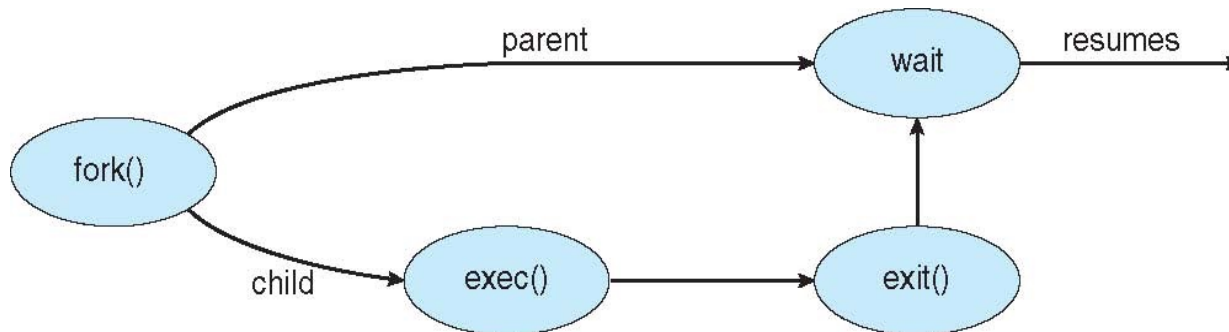 parent
wait
resumes
fork()
child
exec()
exit()